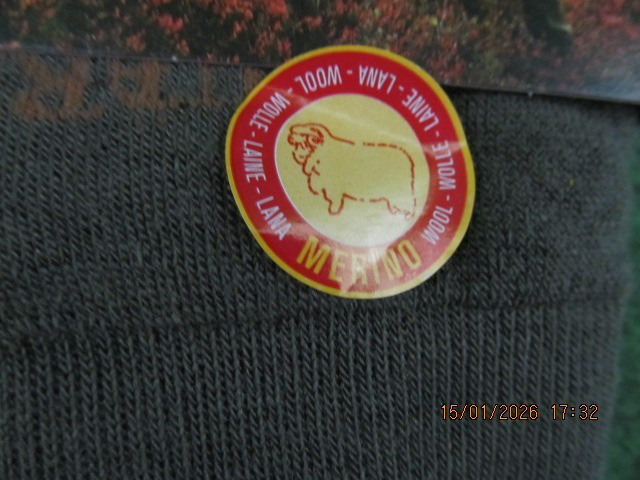 WOOL - WOLLE - LAINE - LANA - WOOL - WOLLE - LAINE - LANA
MERINO
15/01/2026 17:32